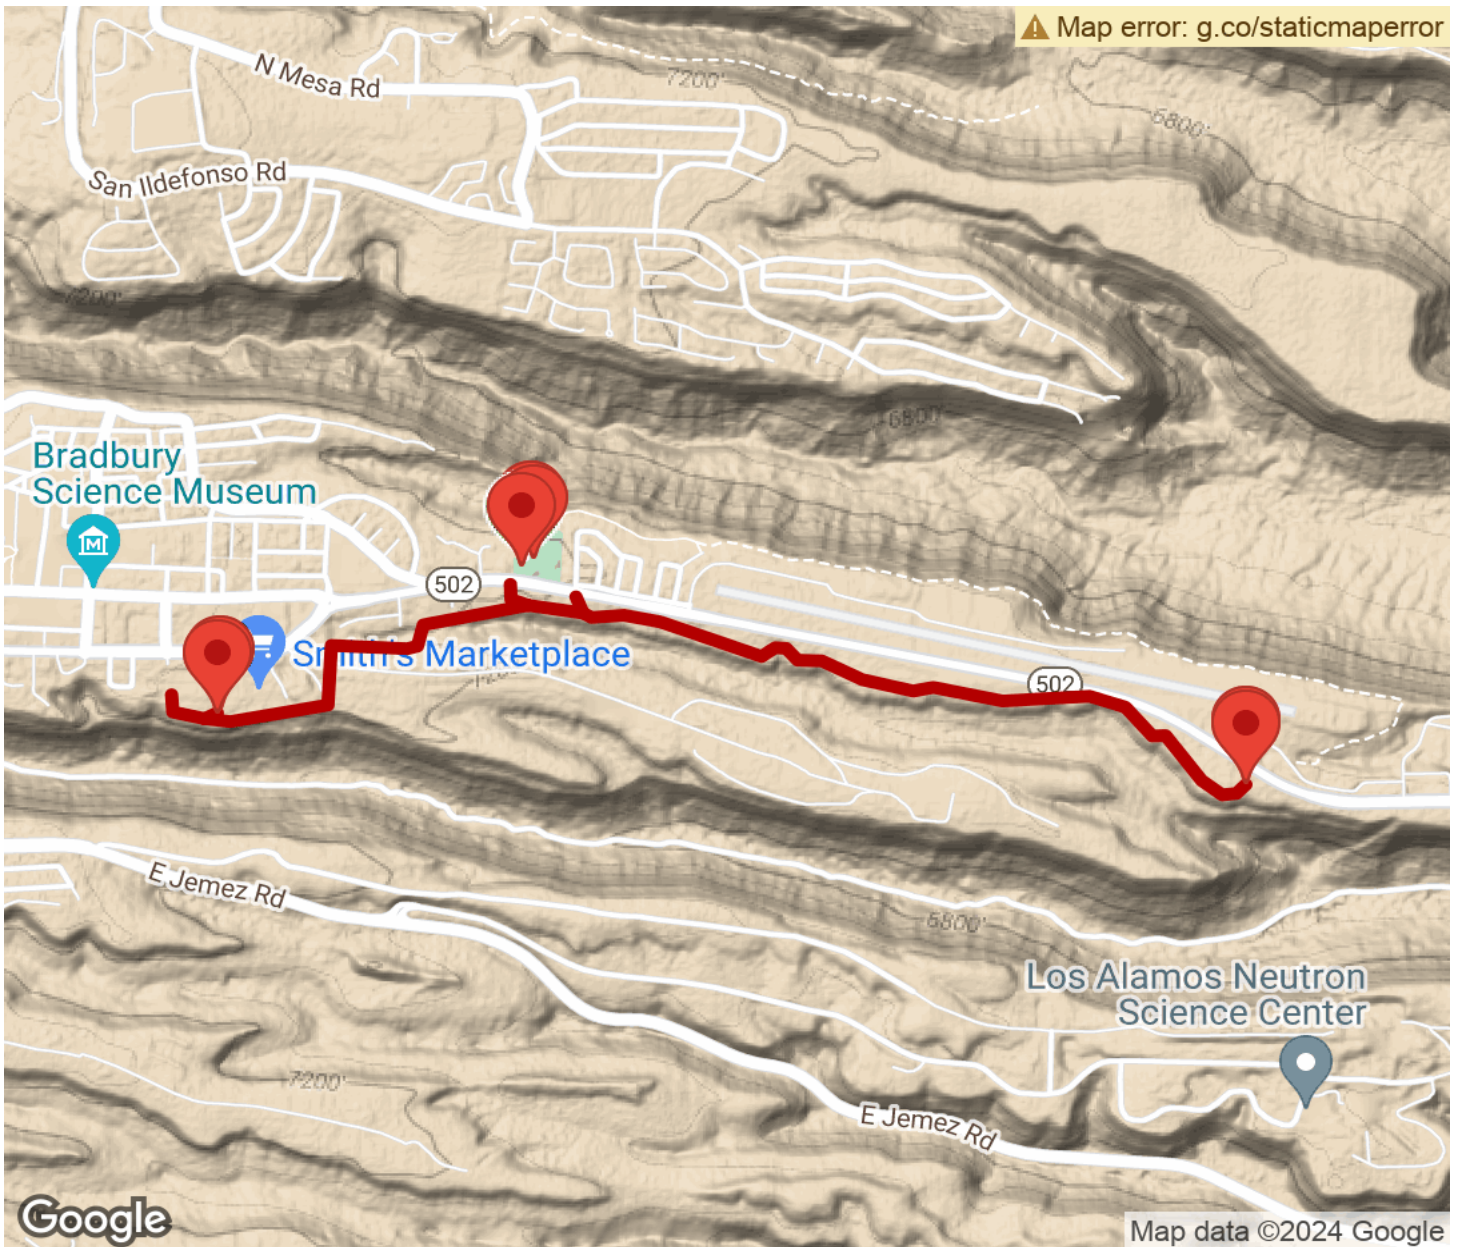 Map error: g.co/staticmaperror
N Mesa Rd
7200'
6800'
San Ildefonso Rd
7200'
6800'
Bradbury
Science Museum
502
Smith's Marketplace
502
E Jemez Rd
6800'
Los Alamos Neutron
Science Center
7200'
E Jemez Rd
Google
Map data ©2024 Google